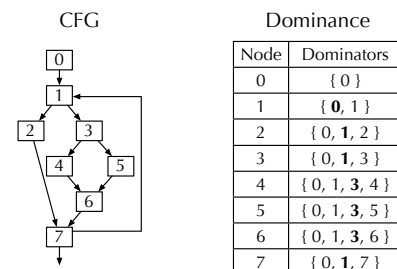 CFG
0
1
2 3
4 5
6
7
Dominance
Node Dominators
0 { 0 }
1 { 0, 1 }
2 { 0, 1, 2 }
3 { 0, 1, 3 }
4 { 0, 1, 3, 4 }
5 { 0, 1, 3, 5 }
6 { 0, 1, 3, 6 }
7 { 0, 1, 7 }